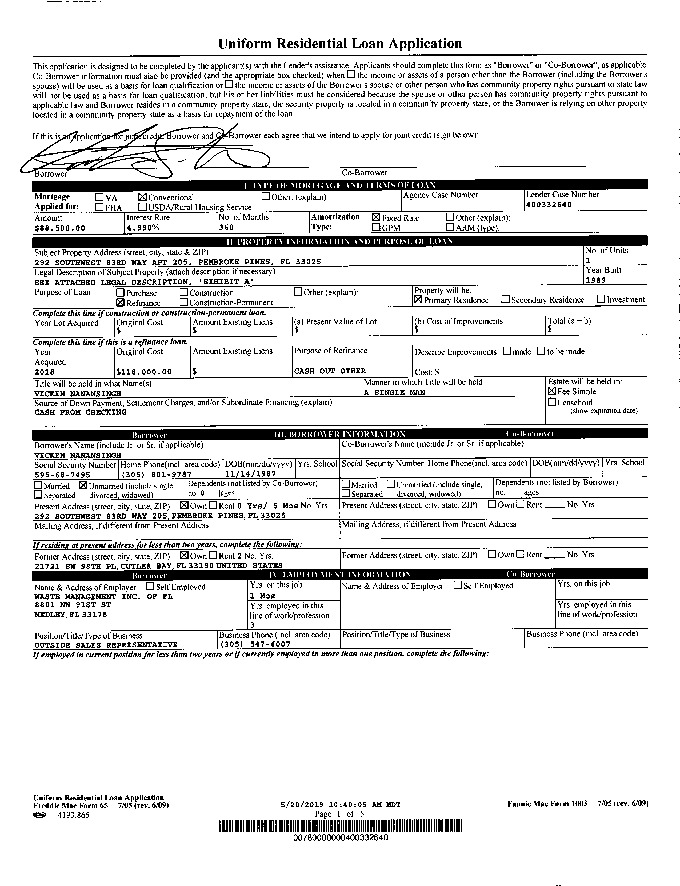 Uniform Residential Loan Application
This application is designed to be completed by the applicant(s) with the Lender's assistance. Applicants should complete this form as "Borrower" or "Co-Borrower", as applicable.
Co-Borrower information must also be provided (and the appropriate box checked) when the income or assets of a person other than the Borrower (including the Borrower's
spouse) will be used as a basis for loan qualification or the income or assets of the Borrower's spouse or other person who has community property rights pursuant to state law
will not be used as a basis for loan qualification, but his or her liabilities must be considered because the spouse or other person has community property rights pursuant to
applicable law and Borrower resides in a community property state, the security property is located in a community property state, or the Borrower is relying on other property
located in a community property state as a basis for repayment of the loan.
If this is an application for joint credit, Borrower and Co-Borrower each agree that we intend to apply for joint credit (sign below):
Borrower Co-Borrower
I. TYPE OF MORTGAGE AND TERMS OF LOAN
Mortgage VA Conventional Other (explain): Agency Case Number Lender Case Number
Applied for: FHA USDA/Rural Housing Service 400332640
Amount Interest Rate No. of Months Amortization Fixed Rate Other (explain):
$88,500.00 4.990% 360 Type: GPM ARM (type):
II. PROPERTY INFORMATION AND PURPOSE OF LOAN
Subject Property Address (street, city, state & ZIP) No. of Units
292 SOUTHWEST 83RD WAY APT 205, PEMBROKE PINES, FL 33025 1
Legal Description of Subject Property (attach description if necessary) Year Built
SEE ATTACHED LEGAL DESCRIPTION, 'EXHIBIT A' 1989
Purpose of Loan Purchase Construction Other (explain): Property will be:
Refinance Construction-Permanent Primary Residence Secondary Residence Investment
Complete this line if construction or construction-permanent loan.
Year Lot Acquired Original Cost Amount Existing Liens (a) Present Value of Lot (b) Cost of Improvements Total (a + b)
$ $ $ $ $
Complete this line if this is a refinance loan.
Year Original Cost Amount Existing Liens Purpose of Refinance Describe Improvements made to be made
Acquired
2018 $118,000.00 $ CASH OUT OTHER Cost: $
Title will be held in what Name(s) Manner in which Title will be held Estate will be held in:
VICKEN NANANSINGH A SINGLE MAN Fee Simple
Source of Down Payment, Settlement Charges, and/or Subordinate Financing (explain) Leasehold
CASH FROM CHECKING (show expiration date)
Borrower III. BORROWER INFORMATION Co-Borrower
Borrower's Name (include Jr. or Sr. if applicable) Co-Borrower's Name (include Jr. or Sr. if applicable)
VICKEN NANANSINGH
Social Security Number Home Phone (incl. area code) DOB (mm/dd/yyyy) Yrs. School Social Security Number Home Phone (incl. area code) DOB (mm/dd/yyyy) Yrs. School
595-68-7495 (305) 801-9787 11/14/1987
Married Unmarried (include single, Dependents (not listed by Co-Borrower) Married Unmarried (include single, Dependents (not listed by Borrower)
Separated divorced, widowed) no. 0 ages Separated divorced, widowed) no. ages
Present Address (street, city, state, ZIP) Own Rent 0 Yrs/ 5 Mos No. Yrs. Present Address (street, city, state, ZIP) Own Rent No. Yrs.
292 SOUTHWEST 83RD WAY 205, PEMBROKE PINES, FL 33025
Mailing Address, if different from Present Address Mailing Address, if different from Present Address
If residing at present address for less than two years, complete the following:
Former Address (street, city, state, ZIP) Own Rent 2 No. Yrs. Former Address (street, city, state, ZIP) Own Rent No. Yrs.
21721 SW 98TH PL, CUTLER BAY, FL 33190 UNITED STATES
Borrower IV. EMPLOYMENT INFORMATION Co-Borrower
Name & Address of Employer Self Employed Yrs. on this job Name & Address of Employer Self Employed Yrs. on this job
WASTE MANAGEMENT INC. OF FL 1 Mos
8801 NW 91ST ST Yrs. employed in this Yrs. employed in this
MEDLEY, FL 33178 line of work/profession line of work/profession
3
Position/Title/Type of Business Business Phone (incl. area code) Position/Title/Type of Business Business Phone (incl. area code)
OUTSIDE SALES REPRESENTATIVE (305) 547-6007
If employed in current position for less than two years or if currently employed in more than one position, complete the following:
Uniform Residential Loan Application
Freddie Mac Form 65 7/05 (rev. 6/09) 5/20/2019 10:40:05 AM MDT Fannie Mae Form 1003 7/05 (rev. 6/09)
Page 1 of 5